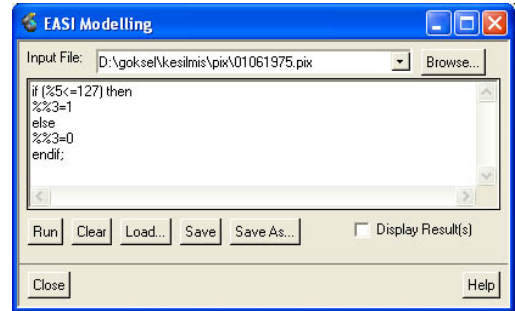 EASI Modelling
Input File: D:\goksel\kesilmis\pix\01061975.pix Browse...
if (%5<=127) then
%%3=1
else
%%3=0
endif;
Run Clear Load... Save Save As... Display Result(s)
Close Help